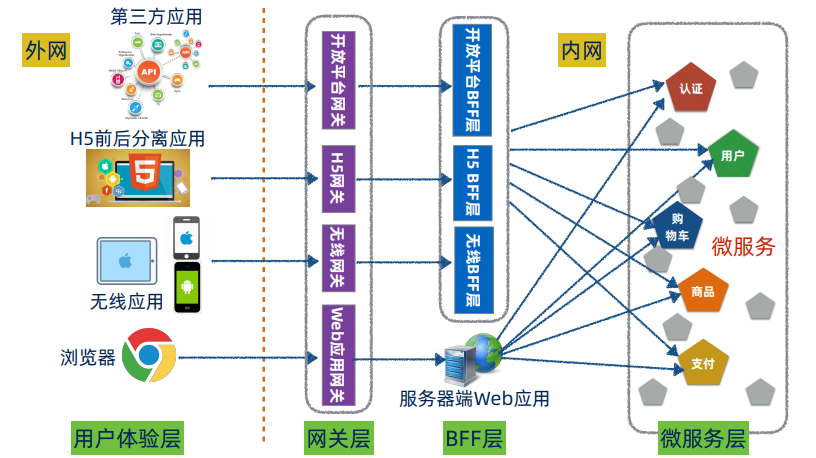 第三方应用
外网
内网
API
H5前后分离应用
5
无线应用
浏览器
开放平台网关
H5网关
无线网关
Web应用网关
开放平台BFF层
H5 BFF层
无线BFF层
服务器端Web应用
认证
用户
购
物车
微服务
商品
支付
用户体验层
网关层
BFF层
微服务层